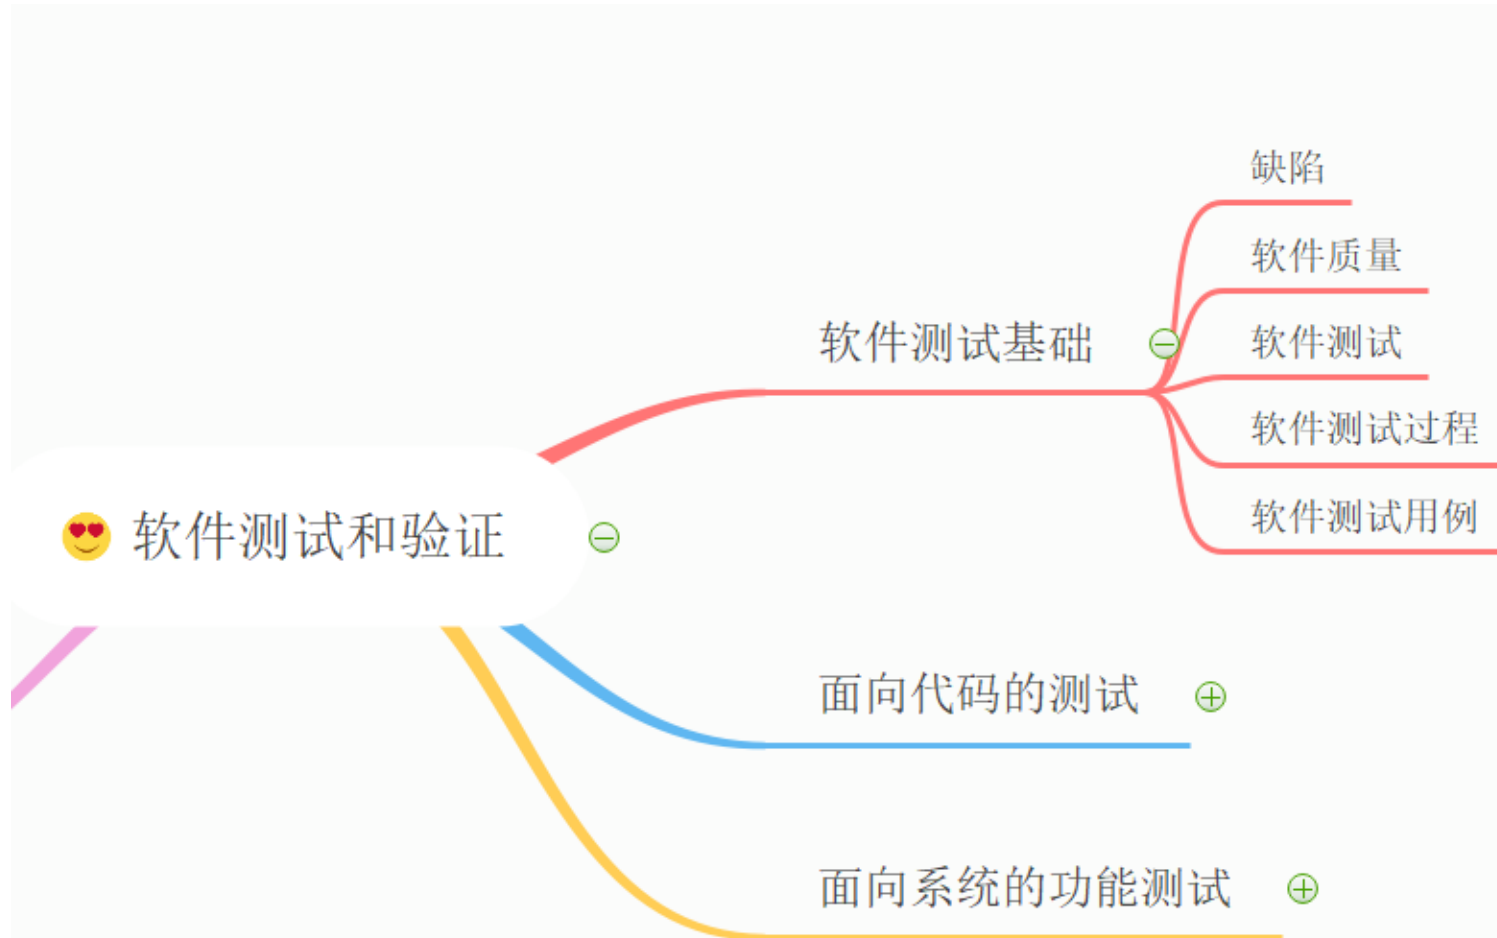 缺陷
软件质量
软件测试基础
软件测试
软件测试过程
软件测试用例
软件测试和验证
面向代码的测试
面向系统的功能测试